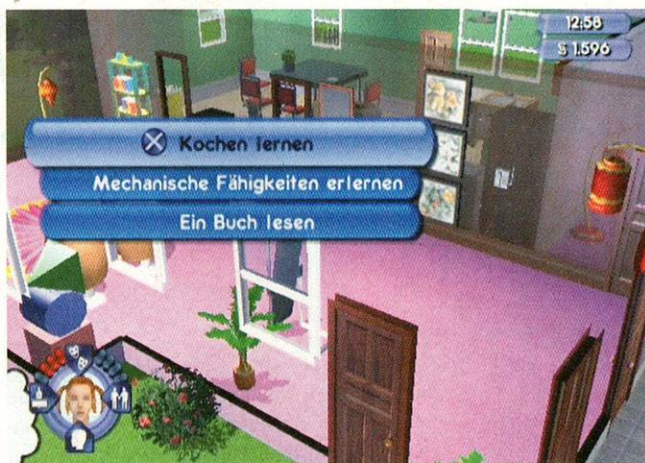 12:58
§ 1.596
Kochen lernen
Mechanische Fähigkeiten erlernen
Ein Buch lesen